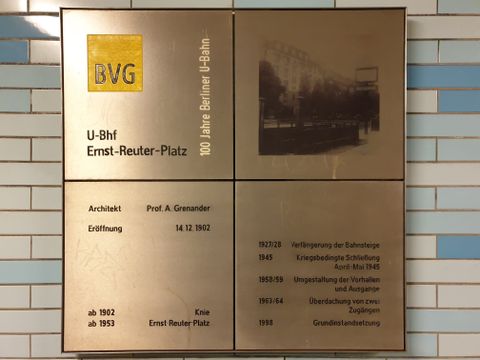 BVG
100 Jahre Berliner U-Bahn
U-Bhf
Ernst-Reuter-Platz
Architekt Prof. A. Grenander
Eröffnung 14.12.1902
ab 1902 Knie
ab 1953 Ernst Reuter Platz
1927/28 Verfängerung der Bahnsteige
1945 Kriegsbedingte Schließung
April-Mai 1945
1958/59 Umgestaltung der Vorhallen
und Ausgänge
1963/64 Überdachung von zwei
Zugängen
1998 Grundinstandsetzung